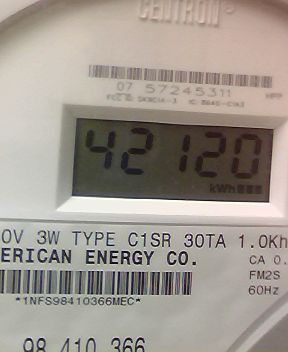 CENTRON®
07 57245311
42120
kWh
0V 3W TYPE C1SR 30TA 1.0Kh
ERICAN ENERGY CO.
CA 0.
FM2S
*1NFS98410366MEC*
60Hz
98 410 366